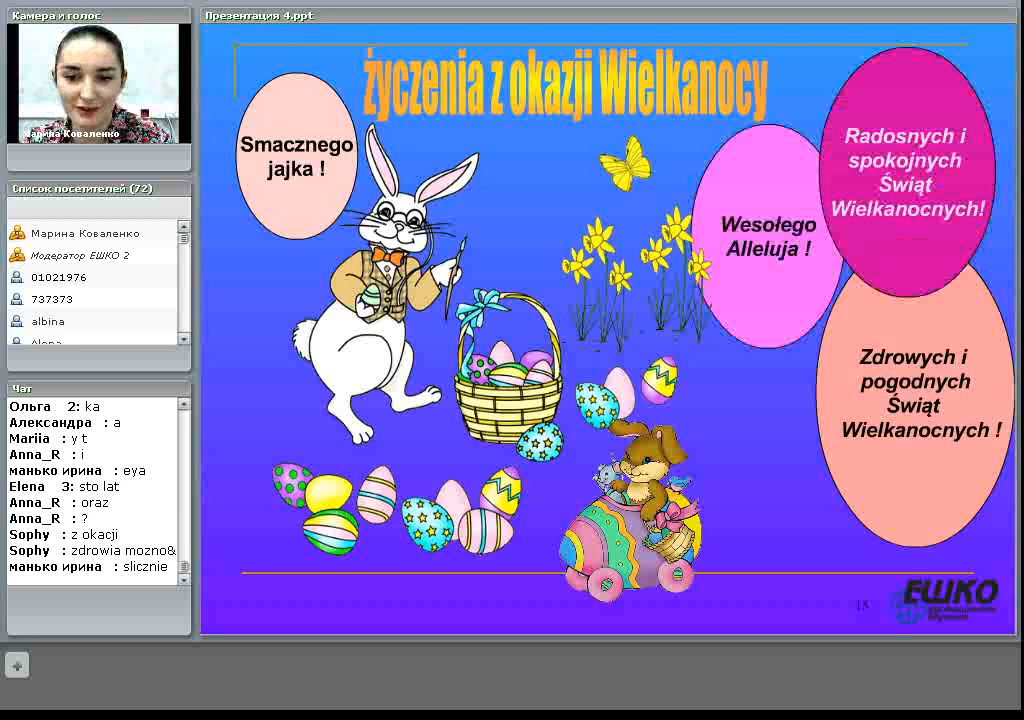 Камера и голос
Марина Коваленко
Список посетителей (72)
Марина Коваленко
Модератор ЕШКО 2
01021976
737373
albina
Alena
Чат
Ольга 2: ka
Александра : a
Mariia : y t
Anna_R : i
манько ирина : eya
Elena 3: sto lat
Anna_R : oraz
Anna_R : ?
Sophy : z okacji
Sophy : zdrowia mozno&
манько ирина : slicznie
Презентация 4.ppt
życzenia z okazji Wielkanocy
Smacznego
jajka !
Wesołego
Alleluja !
Radosnych i
spokojnych
Świąt
Wielkanocnych!
Zdrowych i
pogodnych
Świąt
Wielkanocnych !
15
ЕШКО